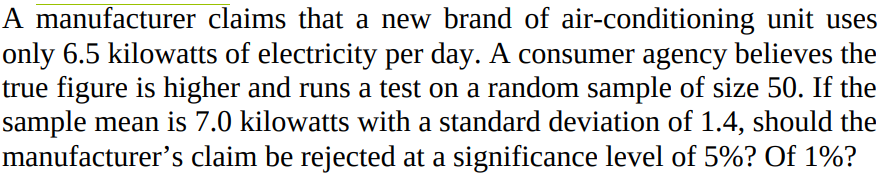 A manufacturer claims that a new brand of air-conditioning unit uses
only 6.5 kilowatts of electricity per day. A consumer agency believes the
true figure is higher and runs a test on a random sample of size 50. If the
sample mean is 7.0 kilowatts with a standard deviation of 1.4, should the
manufacturer’s claim be rejected at a significance level of 5%? Of 1%?